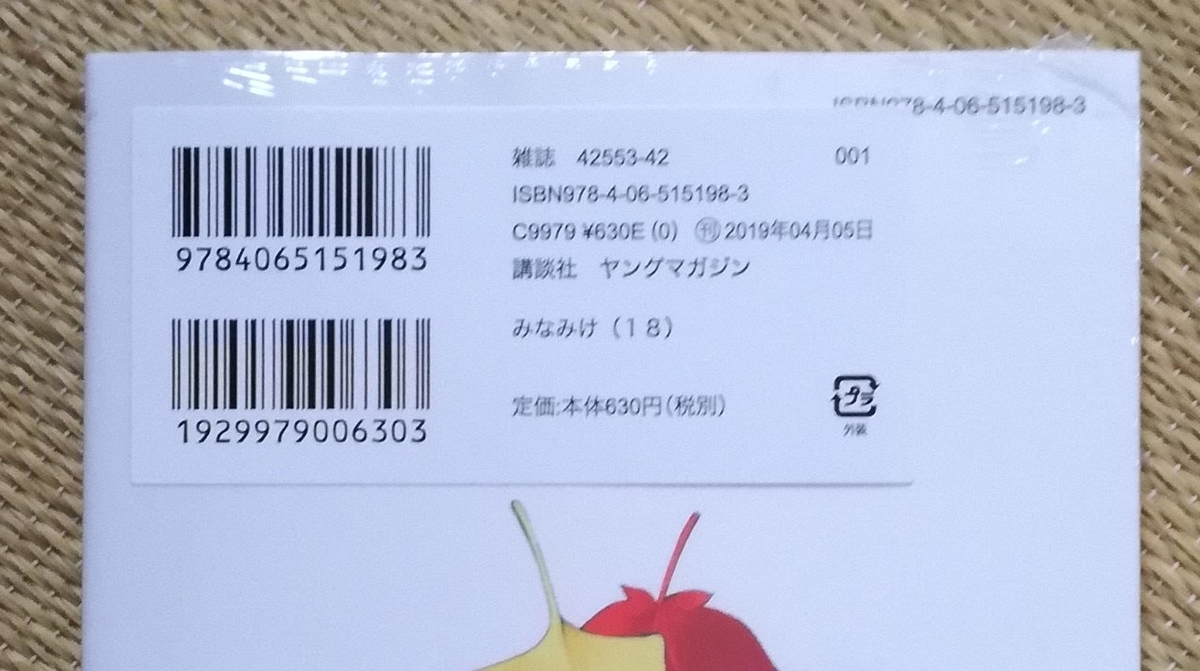 ISBN978-4-06-515198-3
雑誌　42553-42　001
ISBN978-4-06-515198-3
C9979 ¥630E (0)　㊞2019年04月05日
講談社　ヤングマガジン
みなみけ（１８）
定価:本体630円(税別)
プラ
外装
9784065151983
1929979006303